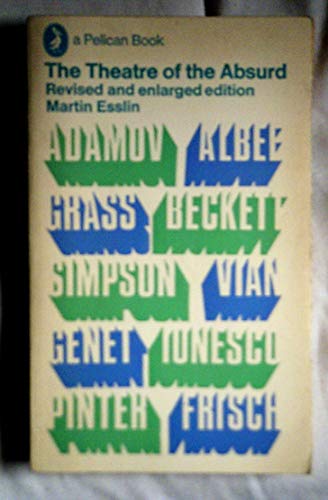 a Pelican Book
The Theatre of the Absurd
Revised and enlarged edition
Martin Esslin
ADAMOV ALBEE
GRASS BECKETT
SIMPSON VIAN
GENET IONESCO
PINTER FRISCH